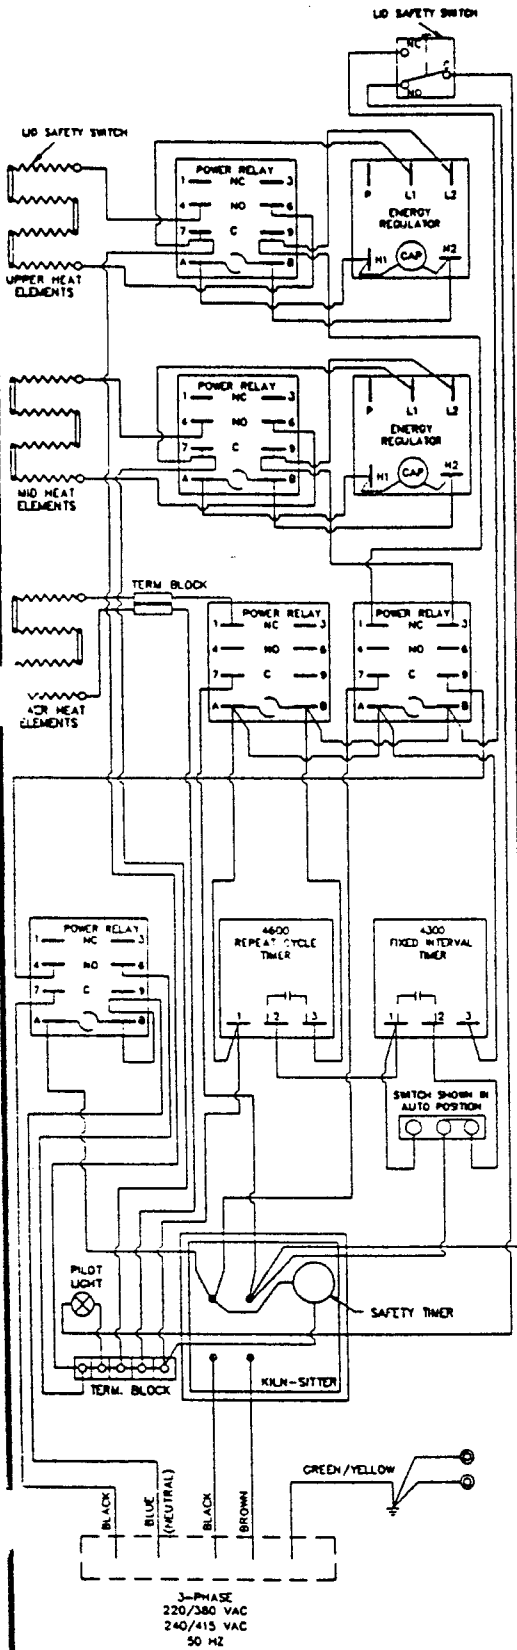 LID SAFETY SWITCH
NC
C
NO
LID SAFETY SWITCH
POWER RELAY
1 NC 3
4 NO 6
7 C 9
A B
P L1 L2
ENERGY
REGULATOR
H1 CAP H2
UPPER HEAT
ELEMENTS
POWER RELAY
1 NC 3
4 NO 6
7 C 9
A B
P L1 L2
ENERGY
REGULATOR
H1 CAP H2
MID HEAT
ELEMENTS
TERM. BLOCK
POWER RELAY
1 NC 3
4 NO 6
7 C 9
A B
POWER RELAY
1 NC 3
4 NO 6
7 C 9
A B
HEAT
ELEMENTS
POWER RELAY
1 NC 3
4 NO 6
7 C 9
A B
4600
REPEAT CYCLE
TIMER
1 2 3
4300
FIXED INTERVAL
TIMER
1 2 3
SWITCH SHOWN IN
AUTO POSITION
PILOT
LIGHT
SAFETY TIMER
KILN-SITTER
TERM. BLOCK
GREEN/YELLOW
BLACK
BLUE
(NEUTRAL)
BLACK
BROWN
3-PHASE
220/380 VAC
240/415 VAC
50 HZ